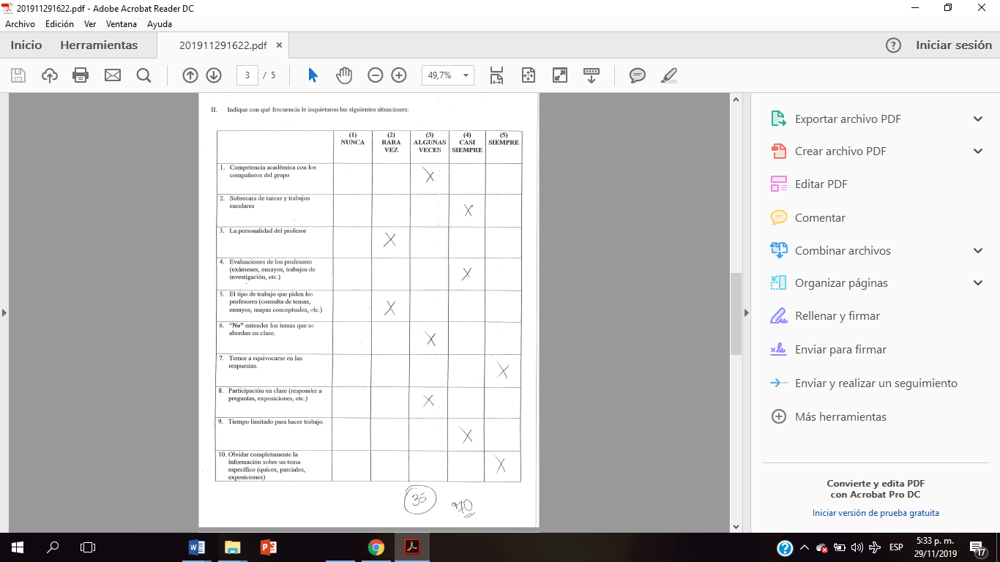 201911291622.pdf - Adobe Acrobat Reader DC
Archivo Edición Ver Ventana Ayuda
Inicio Herramientas 201911291622.pdf × ? Iniciar sesión
3 / 5 49,7%
II. Indique con qué frecuencia le inquietaron las siguientes situaciones:
(1) NUNCA
(2) RARA VEZ
(3) ALGUNAS VECES
(4) CASI SIEMPRE
(5) SIEMPRE
1. Competencia académica con los
compañeros del grupo
X
2. Sobrecara de tareas y trabajos
escolares
X
3. La personalidad del profesor
X
4. Evaluaciones de los profesores
(exámenes, ensayos, trabajos de
investigación, etc.)
X
5. El tipo de trabajo que piden los
profesores (consulta de temas,
ensayos, mapas conceptuales, etc.)
X
6. "No" entender los temas que se
abordan en clase.
X
7. Temor a equivocarse en las
respuestas.
X
8. Participación en clase (responder a
preguntas, exposiciones, etc.)
X
9. Tiempo limitado para hacer trabajo.
X
10. Olvidar completamente la
información sobre un tema
específico (quices, parciales,
exposiciones)
X
35 70
Exportar archivo PDF
Crear archivo PDF
Editar PDF
Comentar
Combinar archivos
Organizar páginas
Rellenar y firmar
Enviar para firmar
Enviar y realizar un seguimiento
Más herramientas
Convierte y edita PDF
con Acrobat Pro DC
Iniciar versión de prueba gratuita
ESP
5:33 p. m.
29/11/2019
17